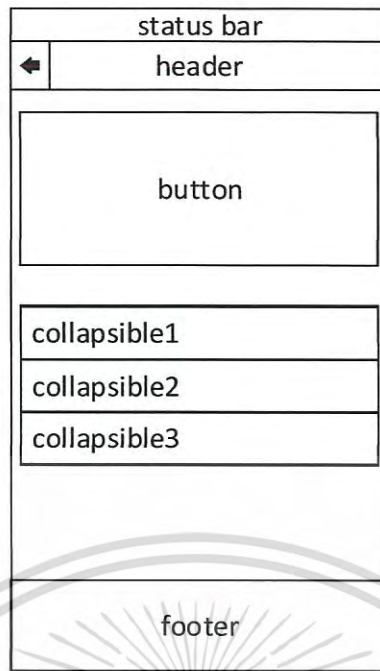 status bar
header
button
collapsible1
collapsible2
collapsible3
footer